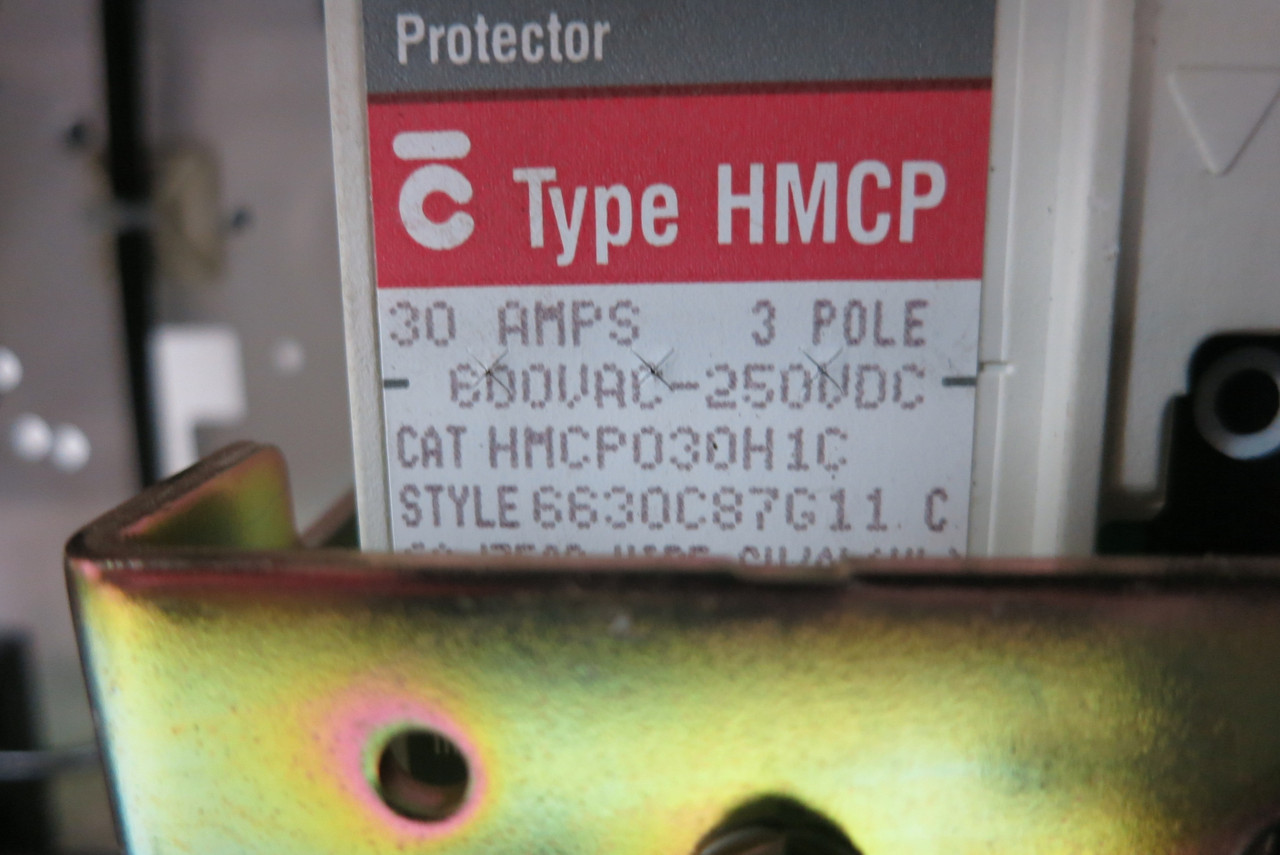 Protector
Type HMCP
30 AMPS 3 POLE
600VAC-250VDC
CAT HMCP030H1C
STYLE 6630C87G11 C